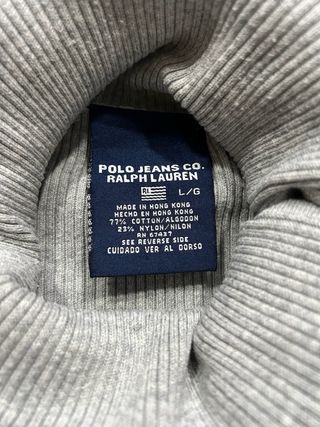 POLO JEANS CO.
RALPH LAUREN
RL L/G
MADE IN HONG KONG
HECHO EN HONG KONG
77% COTTON/ALGODON
23% NYLON/NILON
RN 67437
SEE REVERSE SIDE
CUIDADO VER AL DORSO